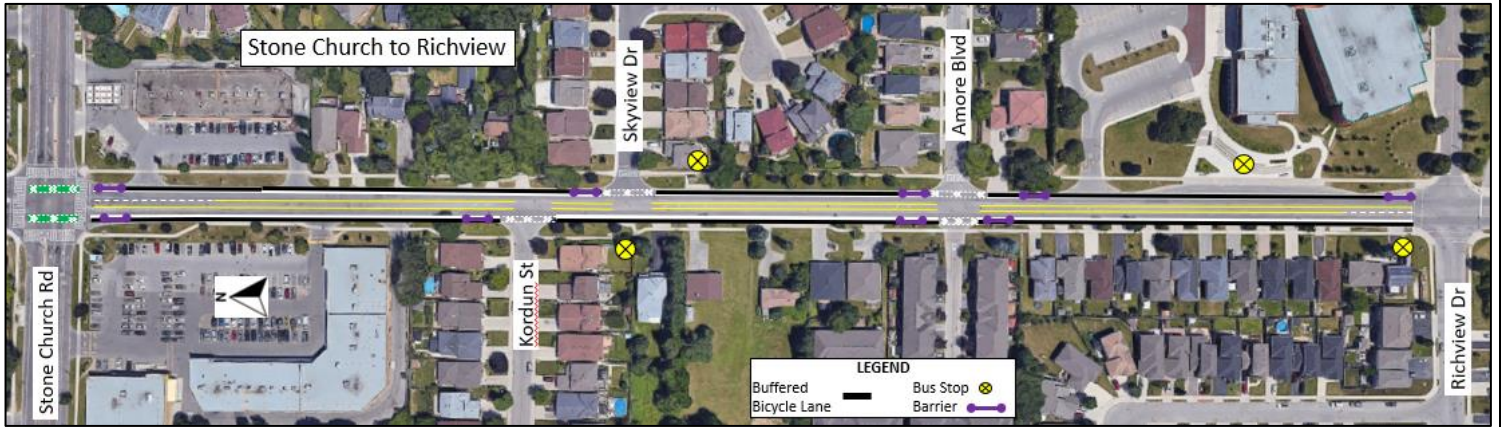 Stone Church to Richview
Skyview Dr
Amore Blvd
Stone Church Rd
N
Kordun St
Richview Dr
LEGEND
Buffered
Bicycle Lane
Bus Stop
Barrier